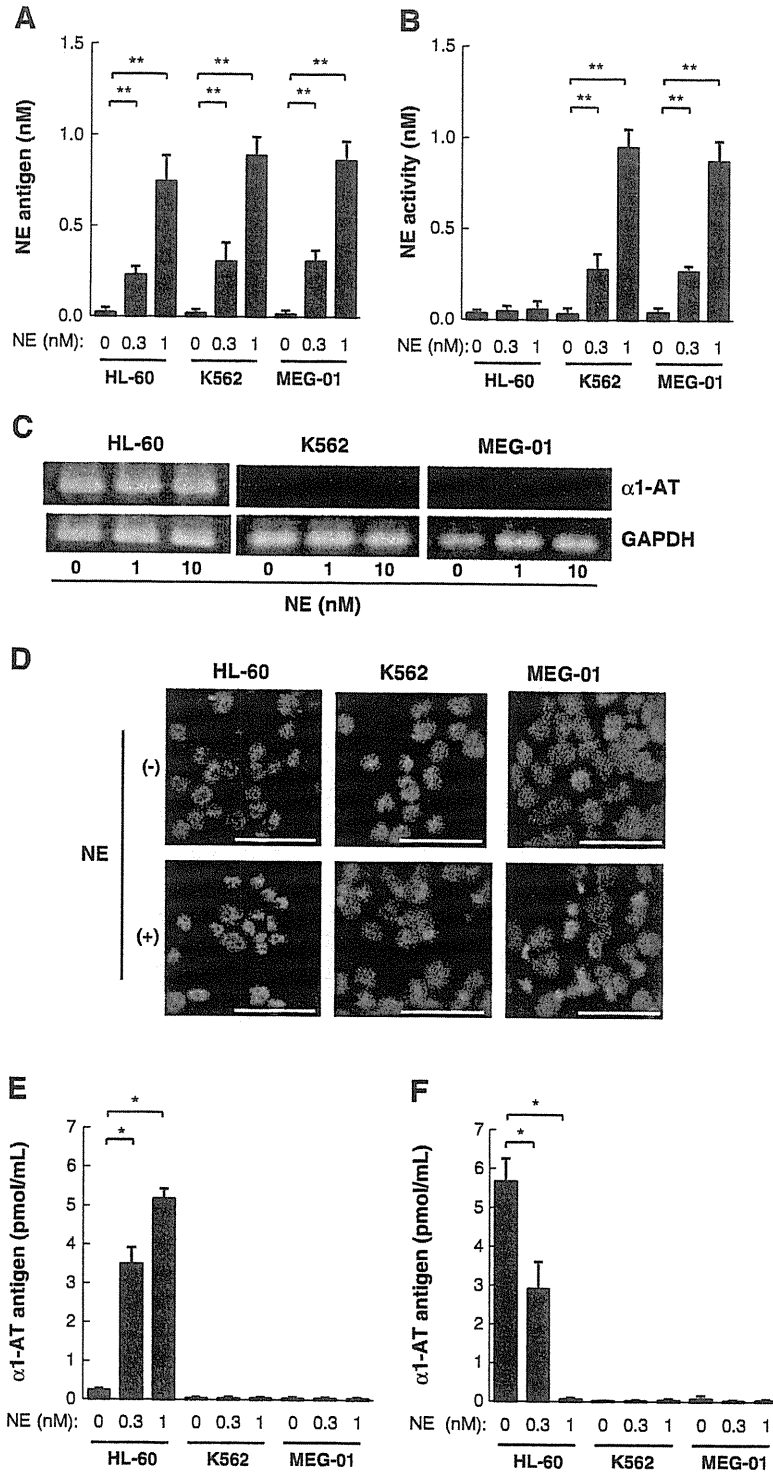 A
NE antigen (nM)
1.5
1.0
0.5
0.0
** ** **
** ** **
NE (nM): 0 0.3 1 0 0.3 1 0 0.3 1
HL-60 K562 MEG-01
B
NE activity (nM)
1.5
1.0
0.5
0.0
** **
** **
NE (nM): 0 0.3 1 0 0.3 1 0 0.3 1
HL-60 K562 MEG-01
C
HL-60 K562 MEG-01
α1-AT
GAPDH
0 1 10 0 1 10 0 1 10
NE (nM)
D
HL-60 K562 MEG-01
NE
(-)
(+)
E
α1-AT antigen (pmol/mL)
7
6
5
4
3
2
1
0
*
*
NE (nM): 0 0.3 1 0 0.3 1 0 0.3 1
HL-60 K562 MEG-01
F
α1-AT antigen (pmol/mL)
7
6
5
4
3
2
1
0
*
*
NE (nM): 0 0.3 1 0 0.3 1 0 0.3 1
HL-60 K562 MEG-01